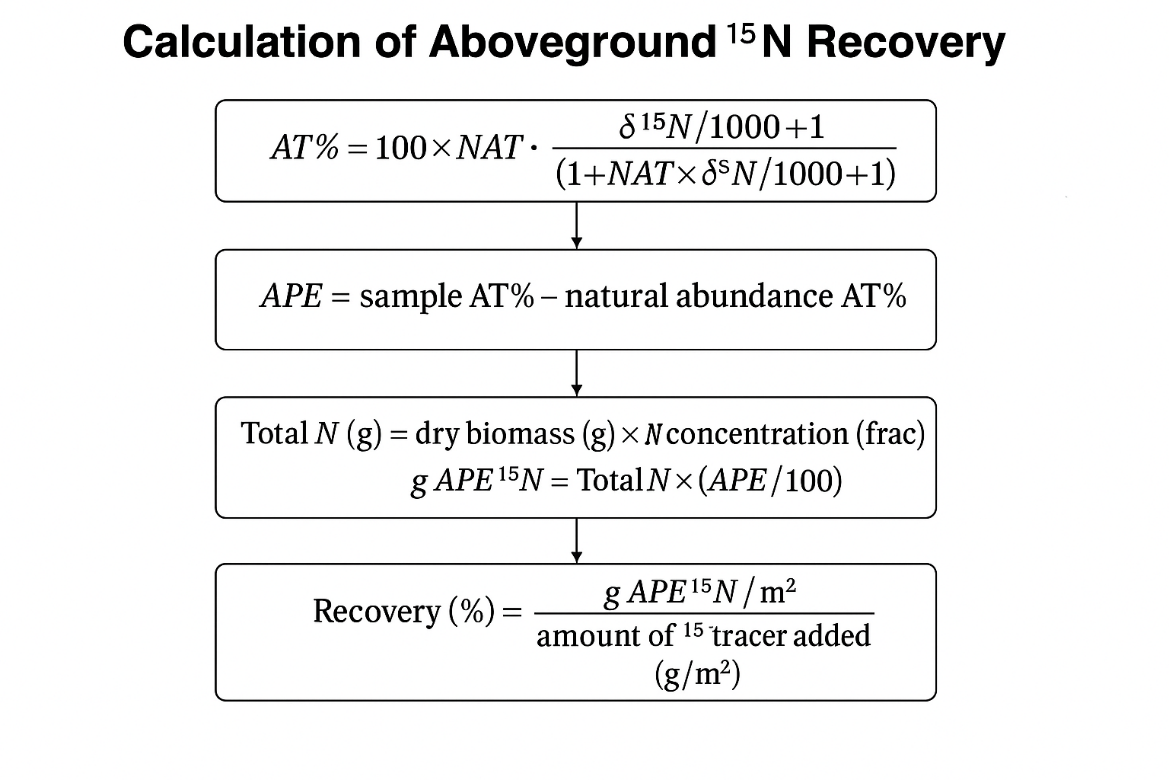 Calculation of Aboveground ¹⁵N Recovery
AT% = 100×NAT · δ¹⁵N/1000+1
(1+NAT×δˢN/1000+1)
APE = sample AT% – natural abundance AT%
Total N (g) = dry biomass (g) × N concentration (frac)
g APE ¹⁵N = Total N × (APE/100)
Recovery (%) = g APE ¹⁵N / m²
amount of ¹⁵ tracer added
(g/m²)